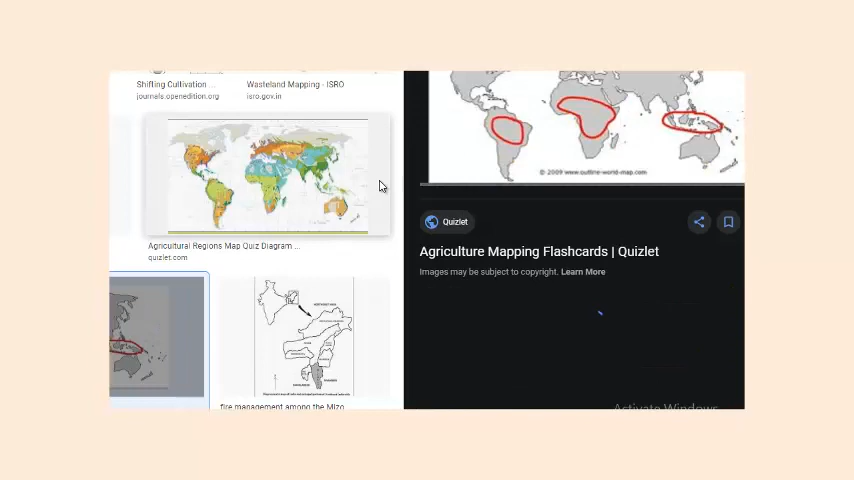 Shifting Cultivation ...
journals.openedition.org
Wasteland Mapping - ISRO
isro.gov.in
Agricultural Regions Map Quiz Diagram ...
quizlet.com
fire management among the Mizo
© 2009 www.outline-world-map.com
Quizlet
Agriculture Mapping Flashcards | Quizlet
Images may be subject to copyright. Learn More
Activate Windows